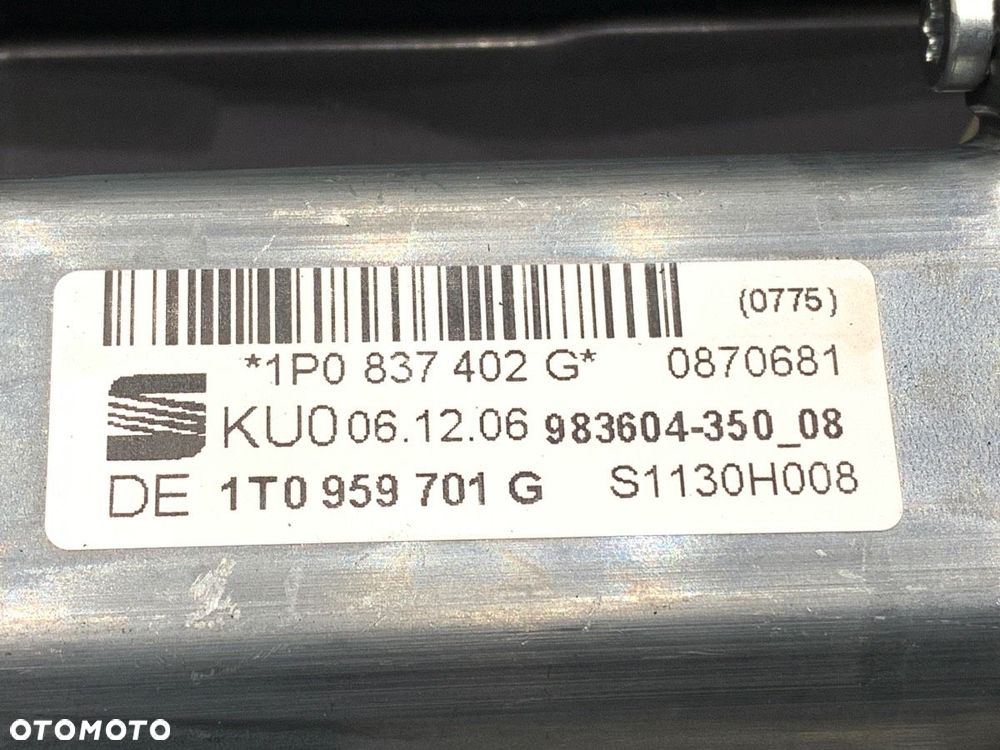 (0775)
*1P0 837 402 G* 0870681
KU0 06.12.06 983604-350_08
DE 1T0 959 701 G S1130H008
OTOMOTO